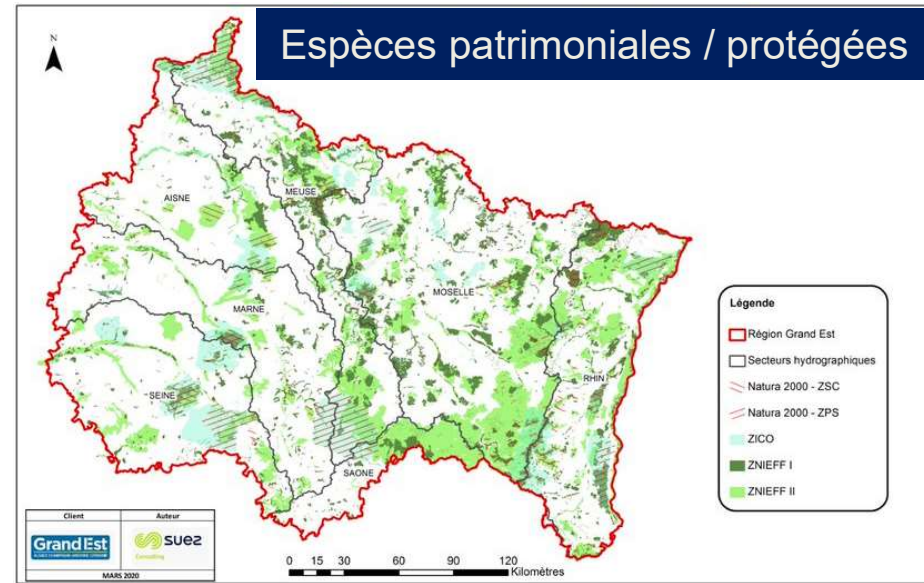 Espèces patrimoniales / protégées
N
AISNE
MEUSE
MARNE
MOSELLE
SEINE
RHIN
SAONE
Légende
Région Grand Est
Secteurs hydrographiques
Natura 2000 - ZSC
Natura 2000 - ZPS
ZICO
ZNIEFF I
ZNIEFF II
Client
Auteur
GrandEst
suez
Consulting
MARS 2020
0 15 30 60 90 120
Kilomètres